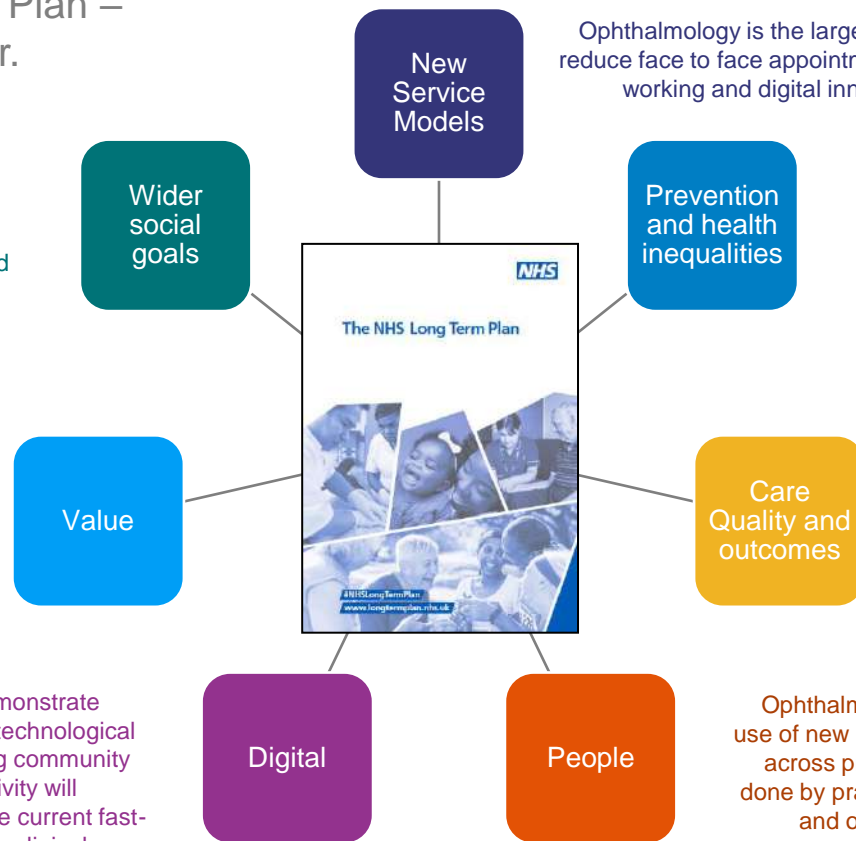 Plan –
r.
New
Service
Models
Ophthalmology is the large
reduce face to face appointm
working and digital inn
Wider
social
goals
d
Prevention
and health
inequalities
NHS
The NHS Long Term Plan
#NHSLongTermPlan
www.longtermplan.nhs.uk
Value
Care
Quality and
outcomes
monstrate
technological
g community
ivity will
e current fast-
Digital
People
Ophthalm
use of new
across p
done by pra
and o